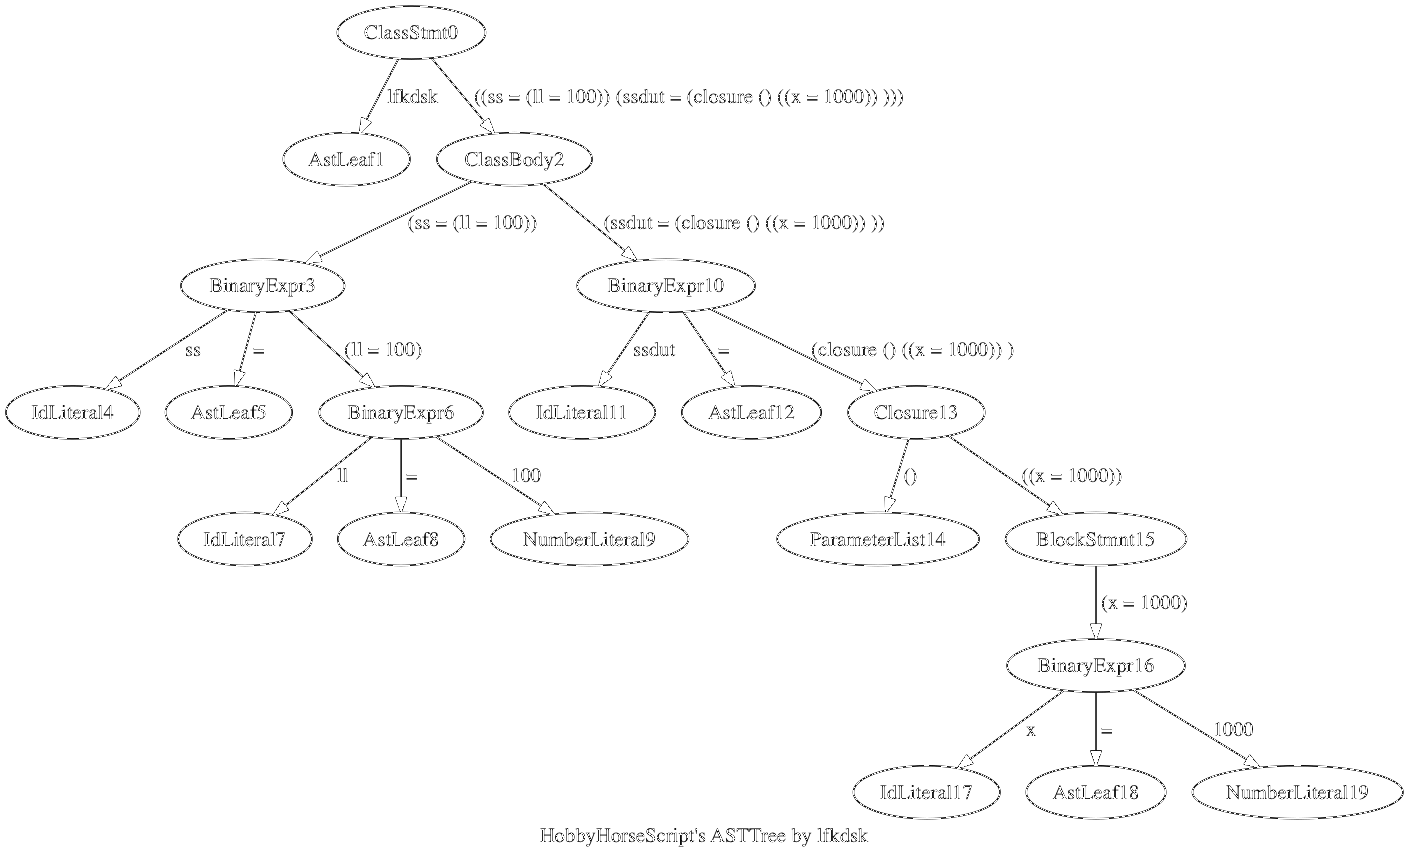 ClassStmt0
lfkdsk ((ss = (ll = 100)) (ssdut = (closure () ((x = 1000)) )))
AstLeaf1 ClassBody2
(ss = (ll = 100)) (ssdut = (closure () ((x = 1000)) ))
BinaryExpr3 BinaryExpr10
ss = (ll = 100) ssdut = (closure () ((x = 1000)) )
IdLiteral4 AstLeaf5 BinaryExpr6 IdLiteral11 AstLeaf12 Closure13
ll = 100 () ((x = 1000))
IdLiteral7 AstLeaf8 NumberLiteral9 ParameterList14 BlockStmnt15
(x = 1000)
BinaryExpr16
x = 1000
IdLiteral17 AstLeaf18 NumberLiteral19
HobbyHorseScript's ASTTree by lfkdsk